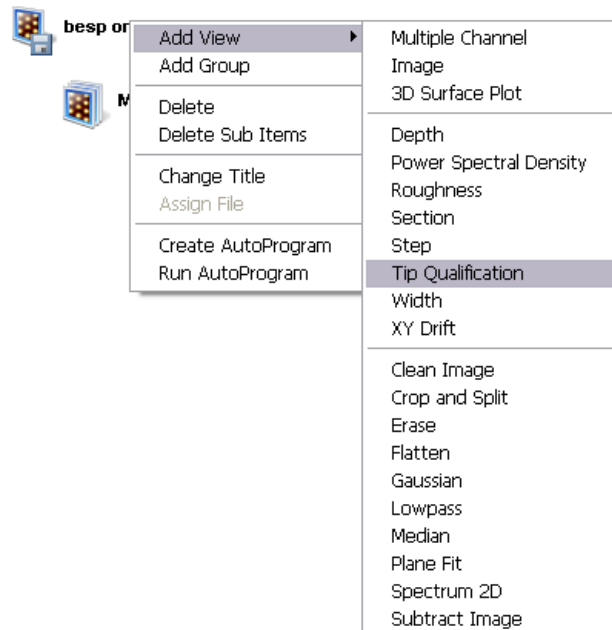 besp or
M
Add View
Add Group
Delete
Delete Sub Items
Change Title
Assign File
Create AutoProgram
Run AutoProgram
Multiple Channel
Image
3D Surface Plot
Depth
Power Spectral Density
Roughness
Section
Step
Tip Qualification
Width
XY Drift
Clean Image
Crop and Split
Erase
Flatten
Gaussian
Lowpass
Median
Plane Fit
Spectrum 2D
Subtract Image